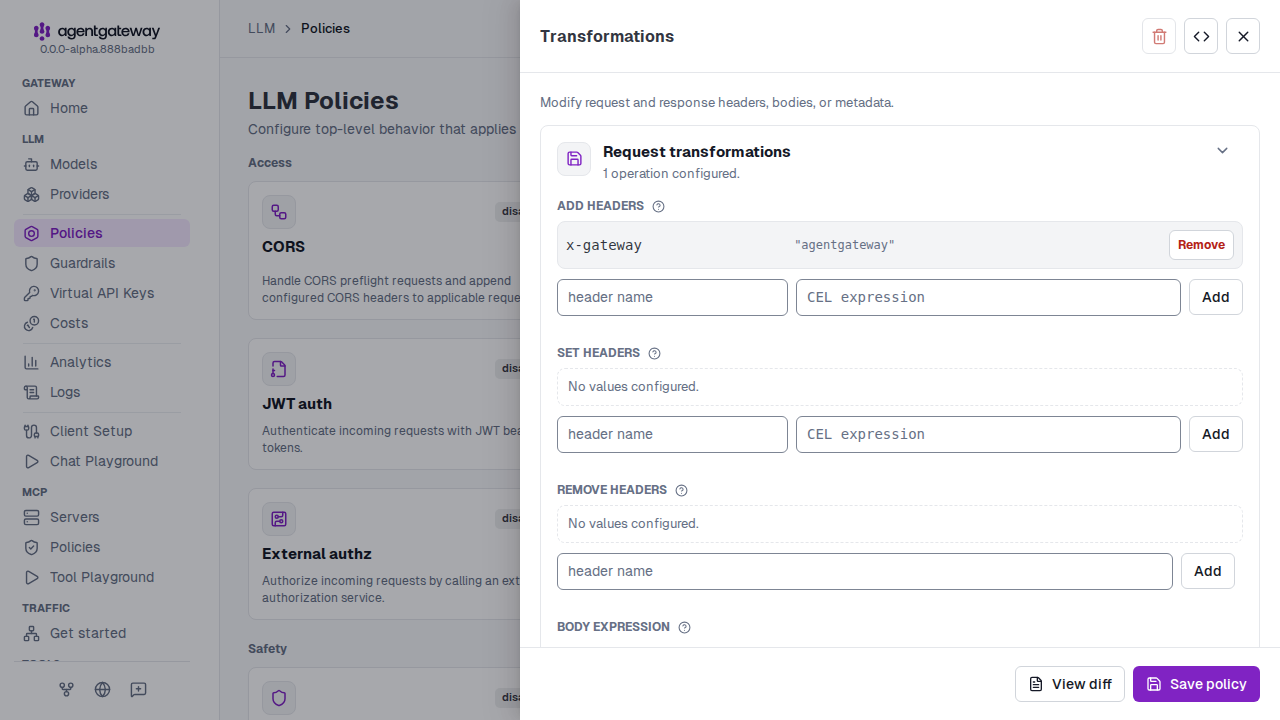 agentgateway
0.0.0-alpha.888badbb
GATEWAY
Home
LLM
Models
Providers
Policies
Guardrails
Virtual API Keys
Costs
Analytics
Logs
Client Setup
Chat Playground
MCP
Servers
Policies
Tool Playground
TRAFFIC
Get started
LLM
Policies
LLM Policies
Configure top-level behavior that applies
Access
CORS
Handle CORS preflight requests and append
configured CORS headers to applicable
JWT auth
Authenticate incoming requests with JWT
tokens.
External authz
Authorize incoming requests by calling an
authorization service.
Safety
Transformations
Modify request and response headers, bodies, or metadata.
Request transformations
1 operation configured.
ADD HEADERS
x-gateway "agentgateway" Remove
header name CEL expression Add
SET HEADERS
No values configured.
header name CEL expression Add
REMOVE HEADERS
No values configured.
header name Add
BODY EXPRESSION
View diff Save policy